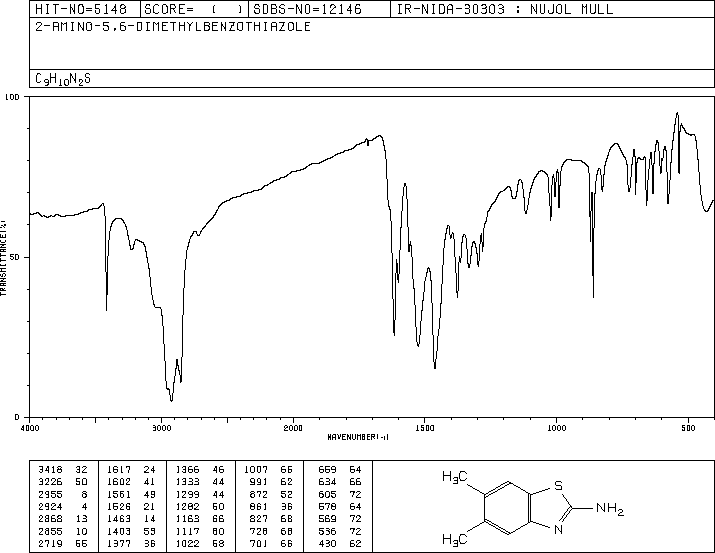 HIT-NO=5148 |SCORE= ( )|SDBS-NO=12146 |IR-NIDA-30303 : NUJOL MULL
2-AMINO-5,6-DIMETHYLBENZOTHIAZOLE
C9H10N2S
100
50
0
TRANSMITTANCE(%)
4000 3000 2000 1500 1000 500
WAVENUMBER(-1)
3418 32 1617 24 1366 46 1007 66 659 64
3226 50 1602 41 1333 44 991 62 634 66
2955 8 1561 49 1299 44 872 52 605 72
2924 4 1526 21 1282 60 861 36 578 64
2868 13 1463 14 1163 66 827 68 569 72
2855 10 1403 59 1117 60 728 68 536 72
2719 66 1377 36 1022 68 701 68 430 62
H3C
S
NH2
N
H3C